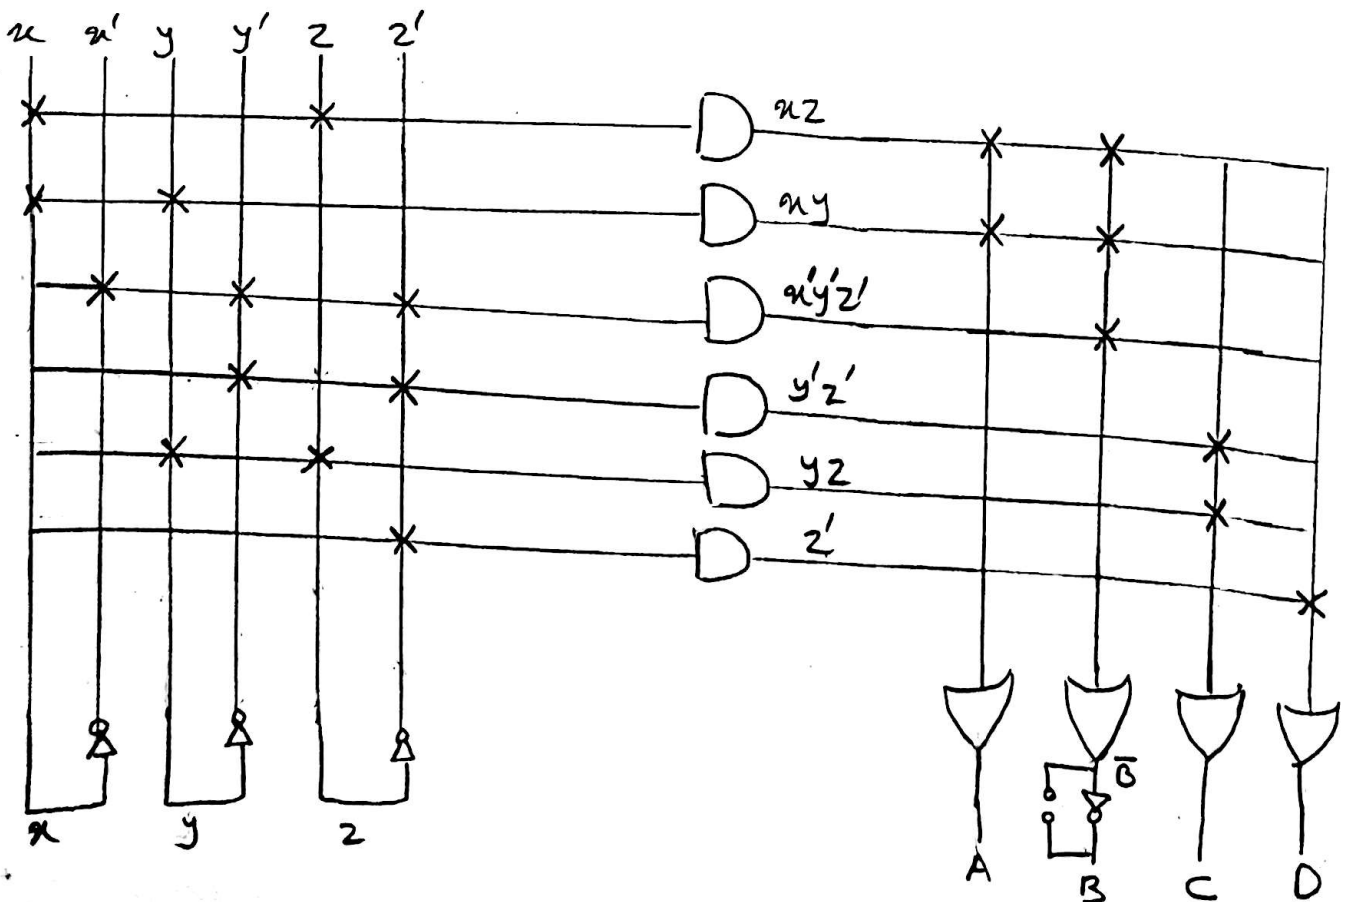 x x' y y' z z'
xz
xy
x'y'z'
y'z'
yz
z'
B̅
x y z
A B C D